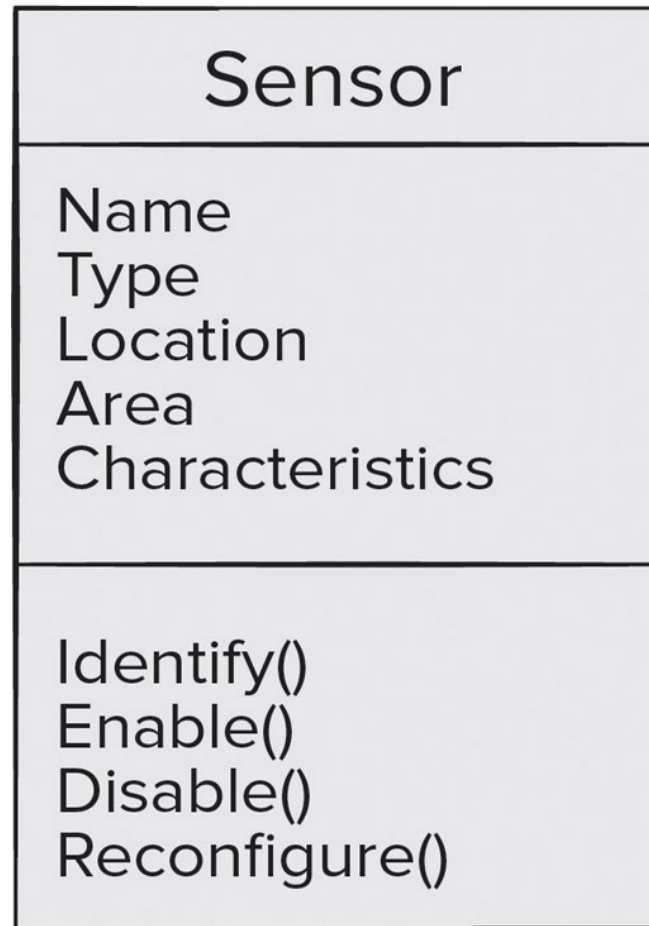 Sensor
Name
Type
Location
Area
Characteristics
Identify()
Enable()
Disable()
Reconfigure()